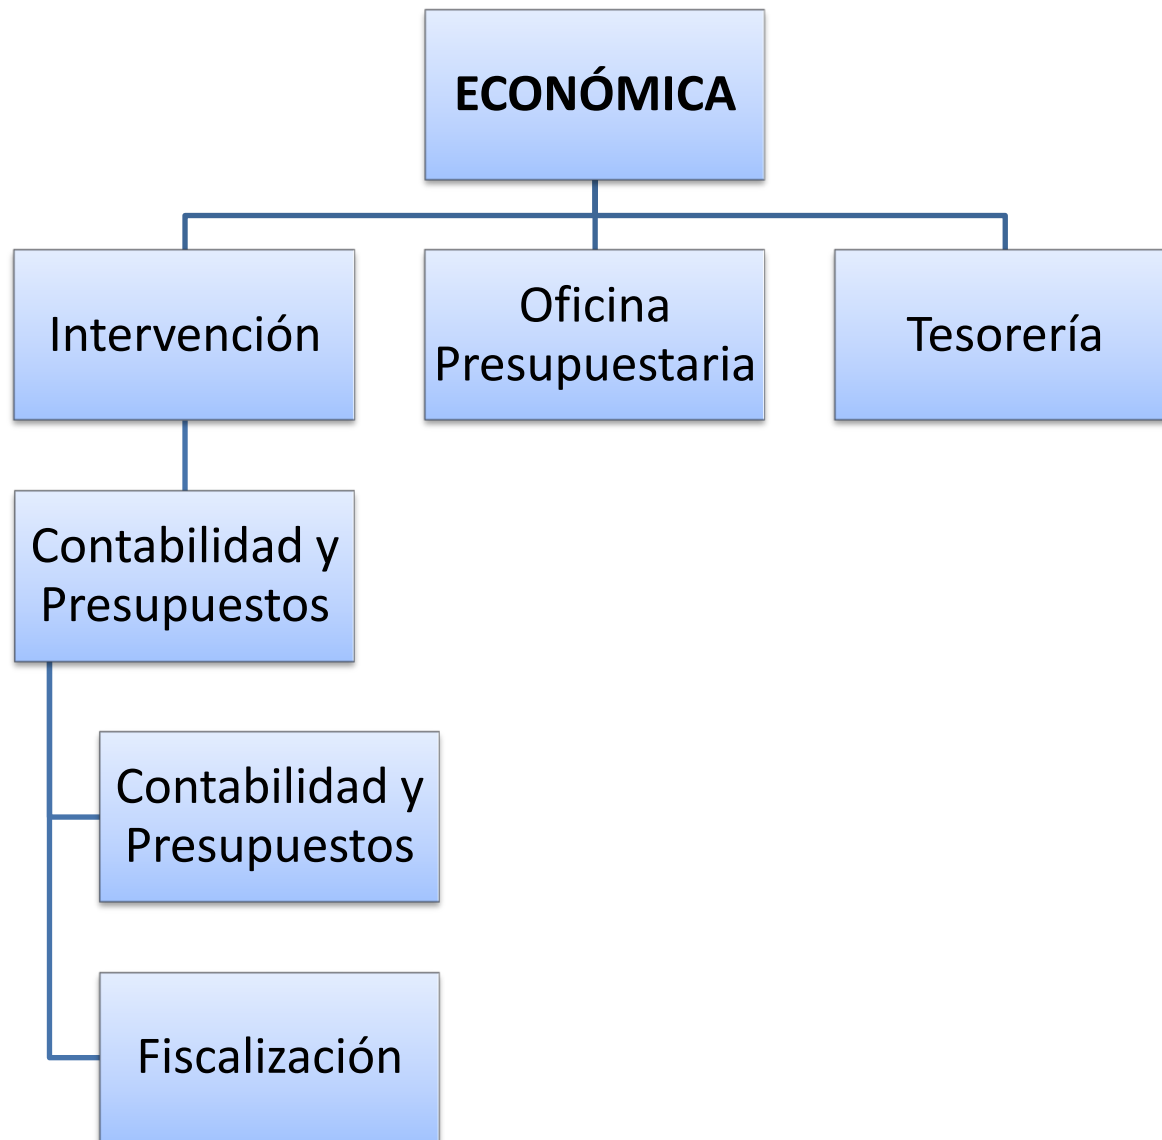 ECONÓMICA
Intervención
Oficina
Presupuestaria
Tesorería
Contabilidad y
Presupuestos
Contabilidad y
Presupuestos
Fiscalización